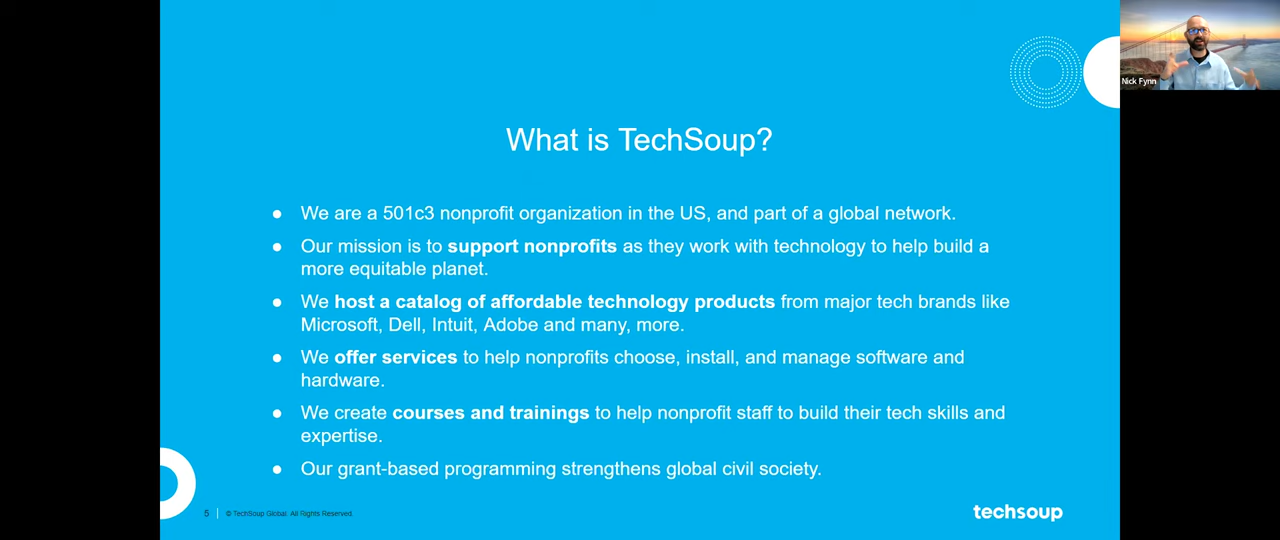 Nick Fynn
What is TechSoup?
● We are a 501c3 nonprofit organization in the US, and part of a global network.
● Our mission is to support nonprofits as they work with technology to help build a
more equitable planet.
● We host a catalog of affordable technology products from major tech brands like
Microsoft, Dell, Intuit, Adobe and many, more.
● We offer services to help nonprofits choose, install, and manage software and
hardware.
● We create courses and trainings to help nonprofit staff to build their tech skills and
expertise.
● Our grant-based programming strengthens global civil society.
5 | © TechSoup Global. All Rights Reserved.
techsoup